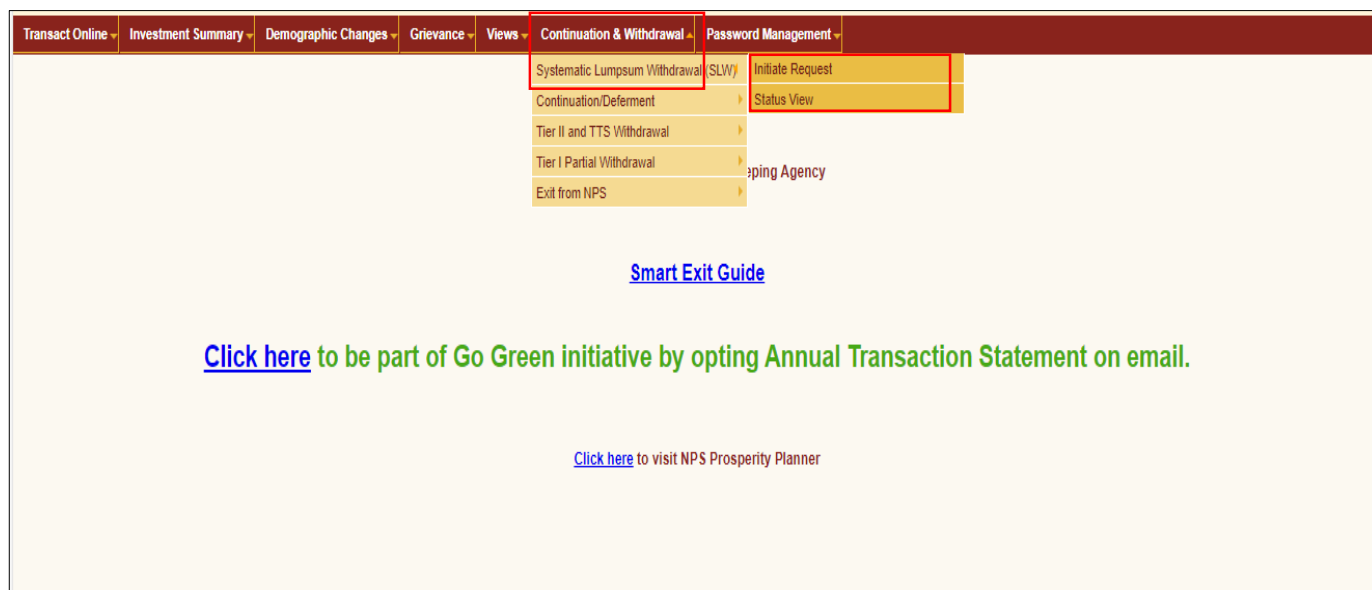 Transact Online Investment Summary Demographic Changes Grievance Views Continuation & Withdrawal Password Management
Systematic Lumpsum Withdrawal (SLW) Initiate Request
Continuation/Deferment Status View
Tier II and TTS Withdrawal
Tier I Partial Withdrawal
eping Agency
Exit from NPS
Smart Exit Guide
Click here to be part of Go Green initiative by opting Annual Transaction Statement on email.
Click here to visit NPS Prosperity Planner